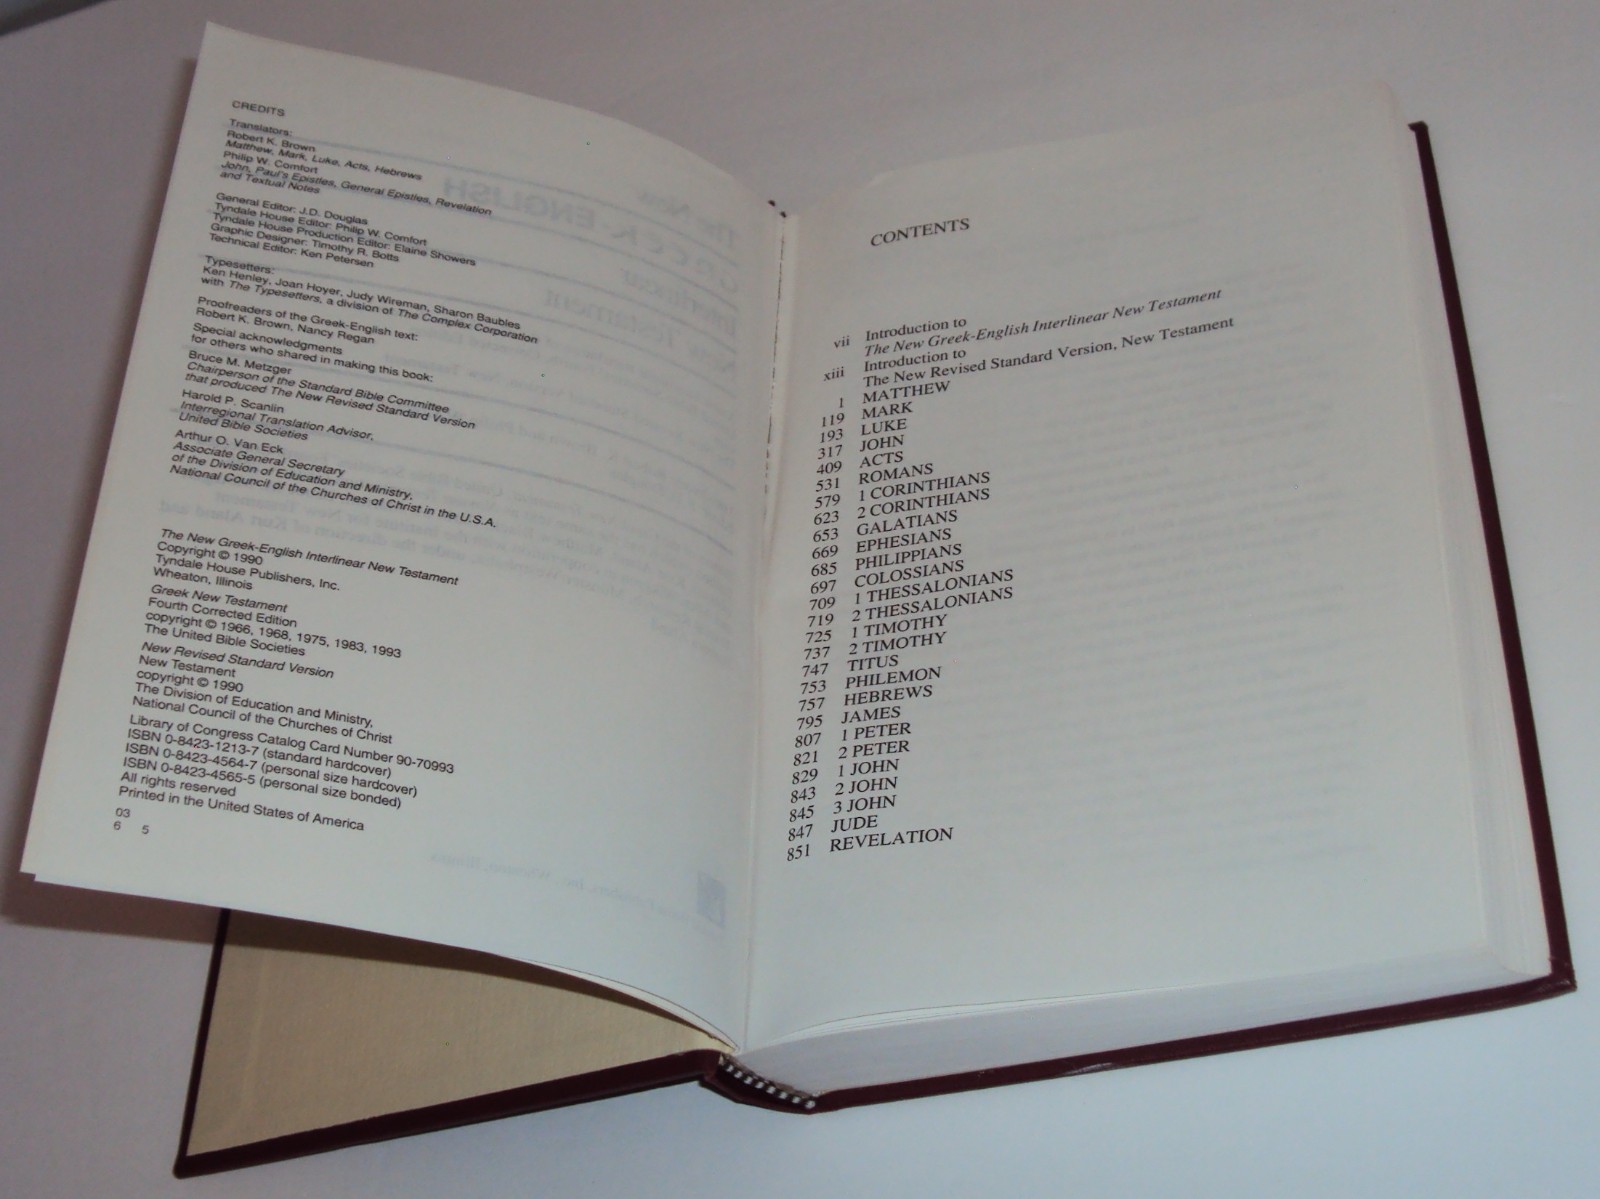 CREDITS
Translators:
Robert K. Brown
Matthew, Mark, Luke, Acts, Hebrews
Philip W. Comfort
John, Paul's Epistles, General Epistles, Revelation
and Textual Notes
General Editor: J.D. Douglas
Tyndale House Editor: Philip W. Comfort
Tyndale House Production Editor: Elaine Showers
Graphic Designer: Timothy R. Botts
Technical Editor: Ken Petersen
Typesetters:
Ken Henley, Joan Hoyer, Judy Wireman, Sharon Baubles
with The Typesetters, a division of The Complex Corporation
Proofreaders of the Greek-English text:
Robert K. Brown, Nancy Regan
Special acknowledgments
for others who shared in making this book:
Bruce M. Metzger
Chairperson of the Standard Bible Committee
that produced The New Revised Standard Version
Harold P. Scanlin
Interregional Translation Advisor,
United Bible Societies
Arthur O. Van Eck
Associate General Secretary
of the Division of Education and Ministry,
National Council of the Churches of Christ in the U.S.A.
The New Greek-English Interlinear New Testament
Copyright © 1990
Tyndale House Publishers, Inc.
Wheaton, Illinois
Greek New Testament
Fourth Corrected Edition
copyright © 1966, 1968, 1975, 1983, 1993
The United Bible Societies
New Revised Standard Version
New Testament
copyright © 1990
The Division of Education and Ministry,
National Council of the Churches of Christ
Library of Congress Catalog Card Number 90-70993
ISBN 0-8423-1213-7 (standard hardcover)
ISBN 0-8423-4564-7 (personal size hardcover)
ISBN 0-8423-4565-5 (personal size bonded)
All rights reserved
Printed in the United States of America
03
6 5
CONTENTS
vii Introduction to
The New Greek-English Interlinear New Testament
xiii Introduction to
The New Revised Standard Version, New Testament
1 MATTHEW
119 MARK
193 LUKE
317 JOHN
409 ACTS
531 ROMANS
579 1 CORINTHIANS
623 2 CORINTHIANS
653 GALATIANS
669 EPHESIANS
685 PHILIPPIANS
697 COLOSSIANS
709 1 THESSALONIANS
719 2 THESSALONIANS
725 1 TIMOTHY
737 2 TIMOTHY
747 TITUS
753 PHILEMON
757 HEBREWS
795 JAMES
807 1 PETER
821 2 PETER
829 1 JOHN
843 2 JOHN
845 3 JOHN
847 JUDE
851 REVELATION